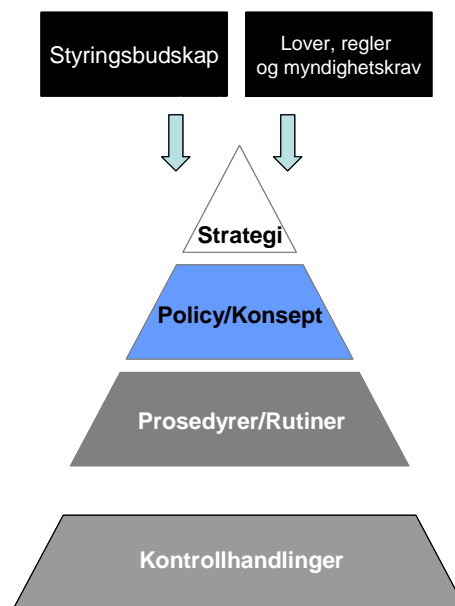 Styringsbudskap
Lover, regler
og myndighetskrav
Strategi
Policy/Konsept
Prosedyrer/Rutiner
Kontrollhandlinger